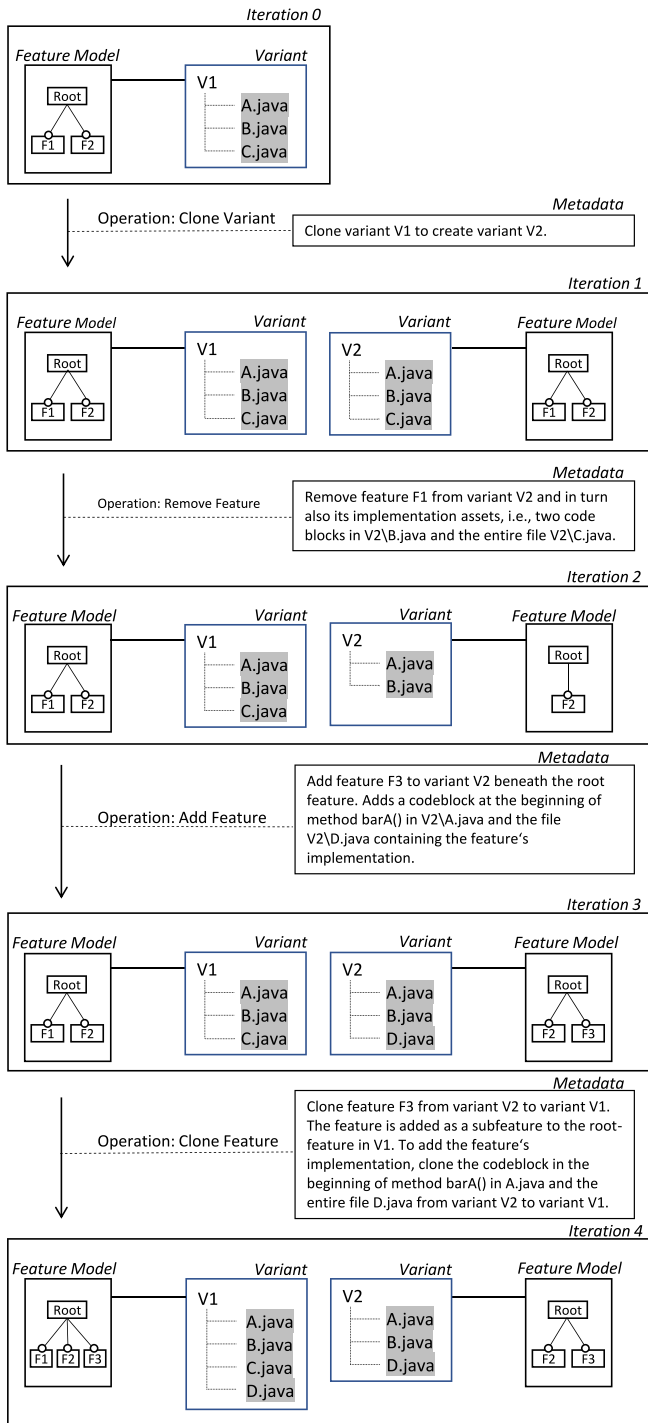 Iteration 0
Feature Model
Variant
Root
F1 F2
V1
A.java
B.java
C.java
Operation: Clone Variant
Metadata
Clone variant V1 to create variant V2.
Iteration 1
Feature Model
Variant
Variant
Feature Model
Root
F1 F2
V1
A.java
B.java
C.java
V2
A.java
B.java
C.java
Root
F1 F2
Operation: Remove Feature
Metadata
Remove feature F1 from variant V2 and in turn
also its implementation assets, i.e., two code
blocks in V2\B.java and the entire file V2\C.java.
Iteration 2
Feature Model
Variant
Variant
Feature Model
Root
F1 F2
V1
A.java
B.java
C.java
V2
A.java
B.java
Root
F2
Operation: Add Feature
Metadata
Add feature F3 to variant V2 beneath the root
feature. Adds a codeblock at the beginning of
method barA() in V2\A.java and the file
V2\D.java containing the feature‘s
implementation.
Iteration 3
Feature Model
Variant
Variant
Feature Model
Root
F1 F2
V1
A.java
B.java
C.java
V2
A.java
B.java
D.java
Root
F2 F3
Operation: Clone Feature
Metadata
Clone feature F3 from variant V2 to variant V1.
The feature is added as a subfeature to the root-
feature in V1. To add the feature‘s
implementation, clone the codeblock in the
beginning of method barA() in A.java and the
entire file D.java from variant V2 to variant V1.
Iteration 4
Feature Model
Variant
Variant
Feature Model
Root
F1 F2 F3
V1
A.java
B.java
C.java
D.java
V2
A.java
B.java
D.java
Root
F2 F3